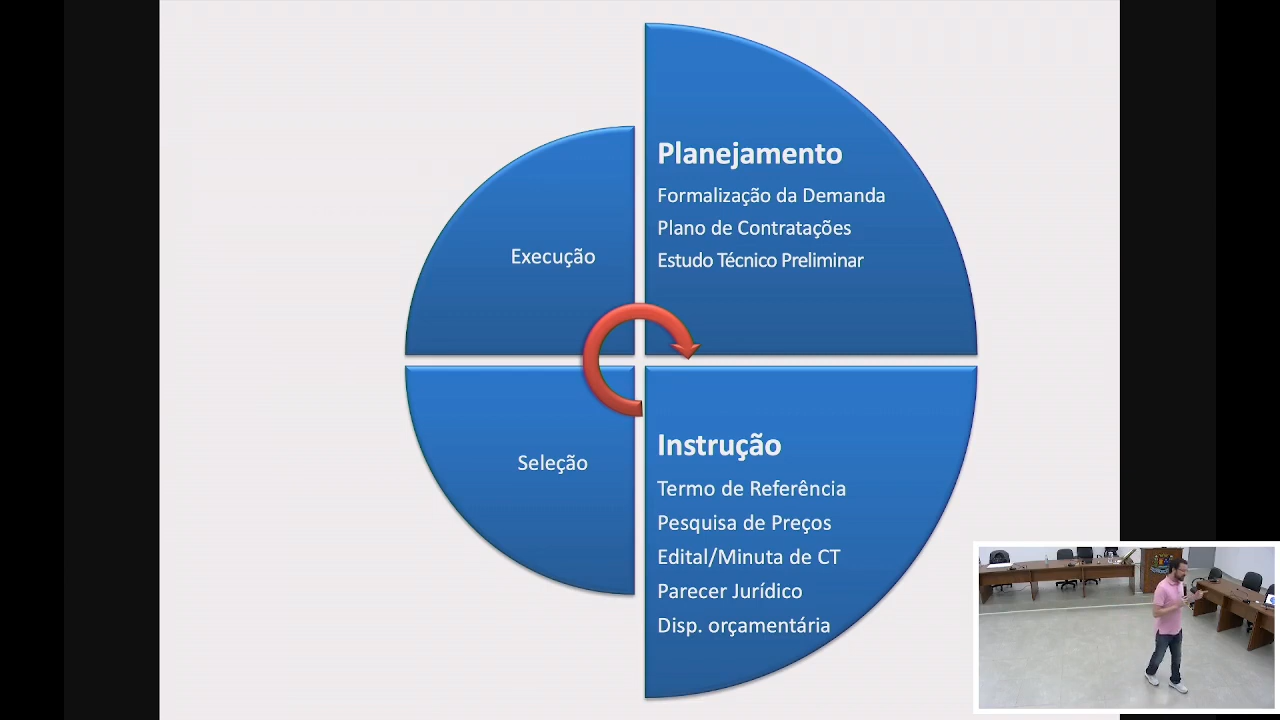 Planejamento
Formalização da Demanda
Plano de Contratações
Estudo Técnico Preliminar
Execução
Seleção
Instrução
Termo de Referência
Pesquisa de Preços
Edital/Minuta de CT
Parecer Jurídico
Disp. orçamentária